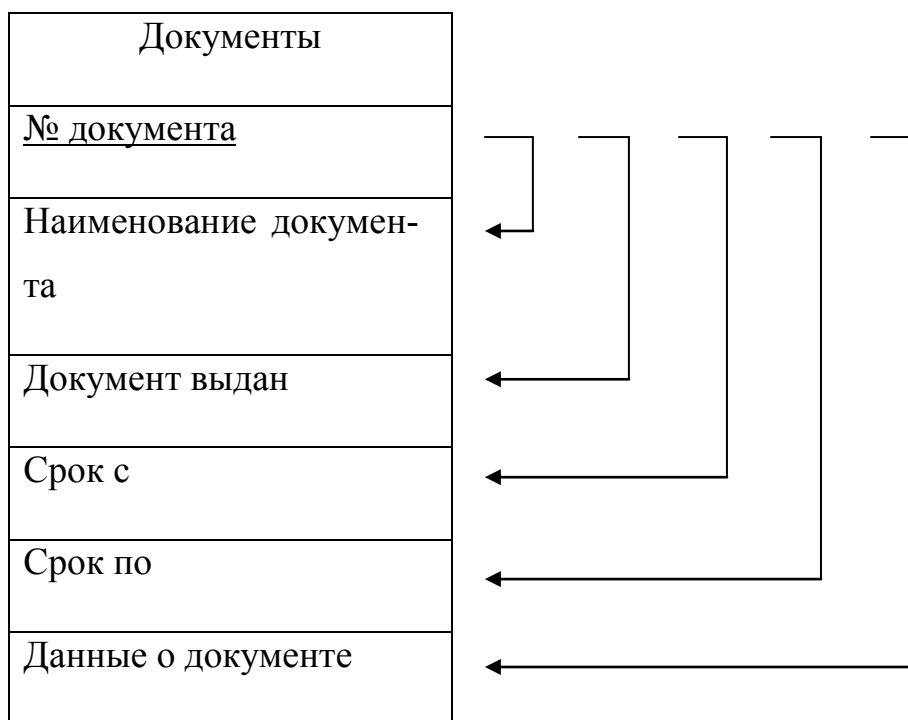 Документы
№ документа
Наименование докумен-
та
Документ выдан
Срок с
Срок по
Данные о документе